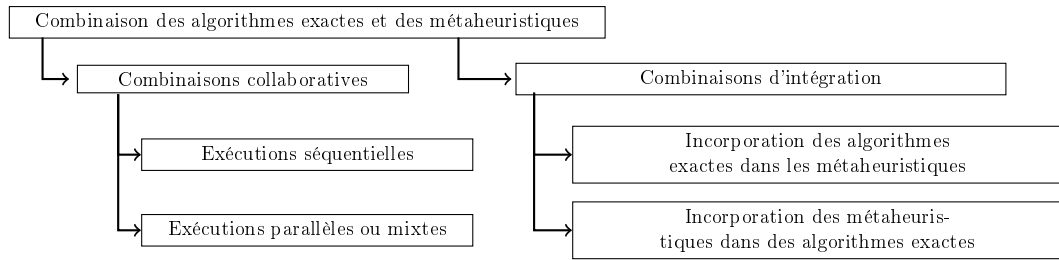 Combinaison des algorithmes exactes et des métaheuristiques
Combinaisons collaboratives
Exécutions séquentielles
Exécutions parallèles ou mixtes
Combinaisons d'intégration
Incorporation des algorithmes
exactes dans les métaheuristiques
Incorporation des métaheuris-
tiques dans des algorithmes exactes